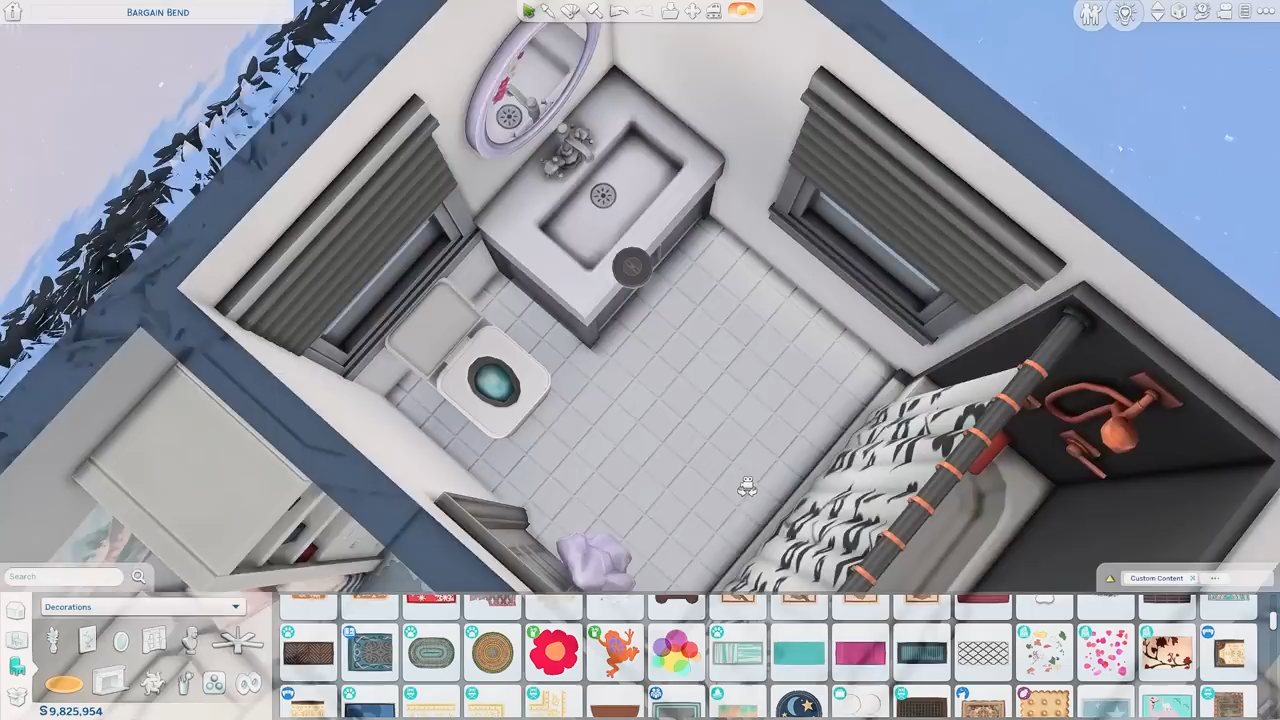 BARGAIN BEND
Search
Custom Content
Decorations
§9,825,954